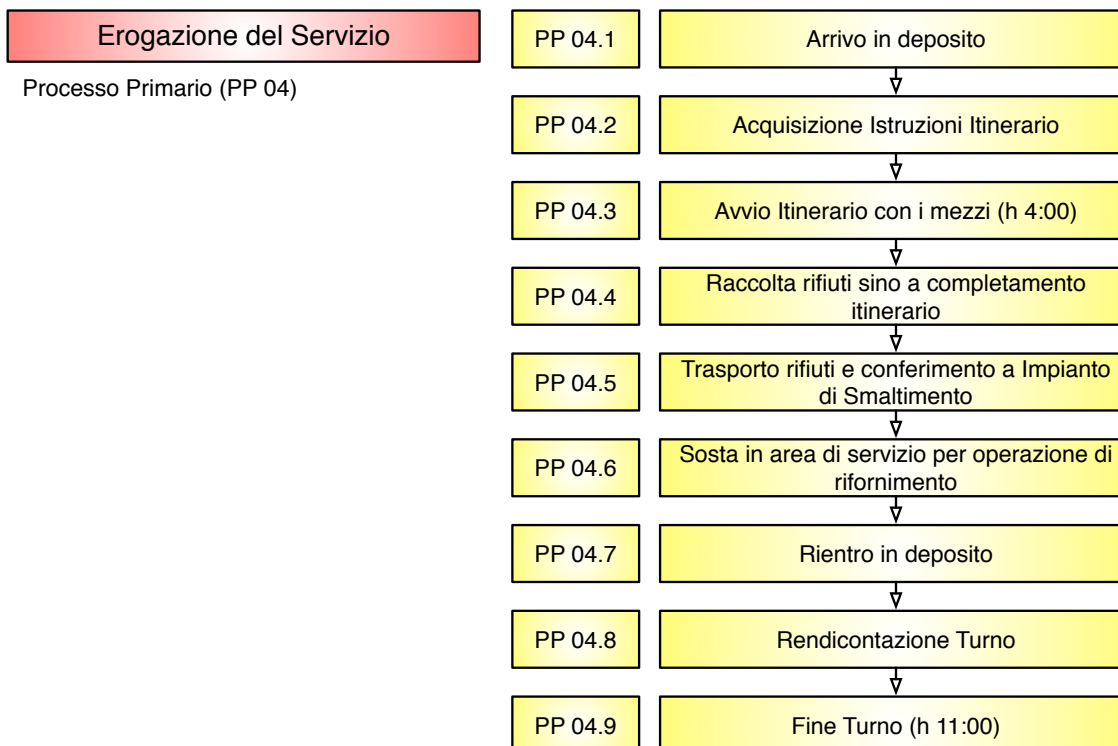 Erogazione del Servizio
Processo Primario (PP 04)
PP 04.1
Arrivo in deposito
PP 04.2
Acquisizione Istruzioni Itinerario
PP 04.3
Avvio Itinerario con i mezzi (h 4:00)
PP 04.4
Raccolta rifiuti sino a completamento
itinerario
PP 04.5
Trasporto rifiuti e conferimento a Impianto
di Smaltimento
PP 04.6
Sosta in area di servizio per operazione di
rifornimento
PP 04.7
Rientro in deposito
PP 04.8
Rendicontazione Turno
PP 04.9
Fine Turno (h 11:00)